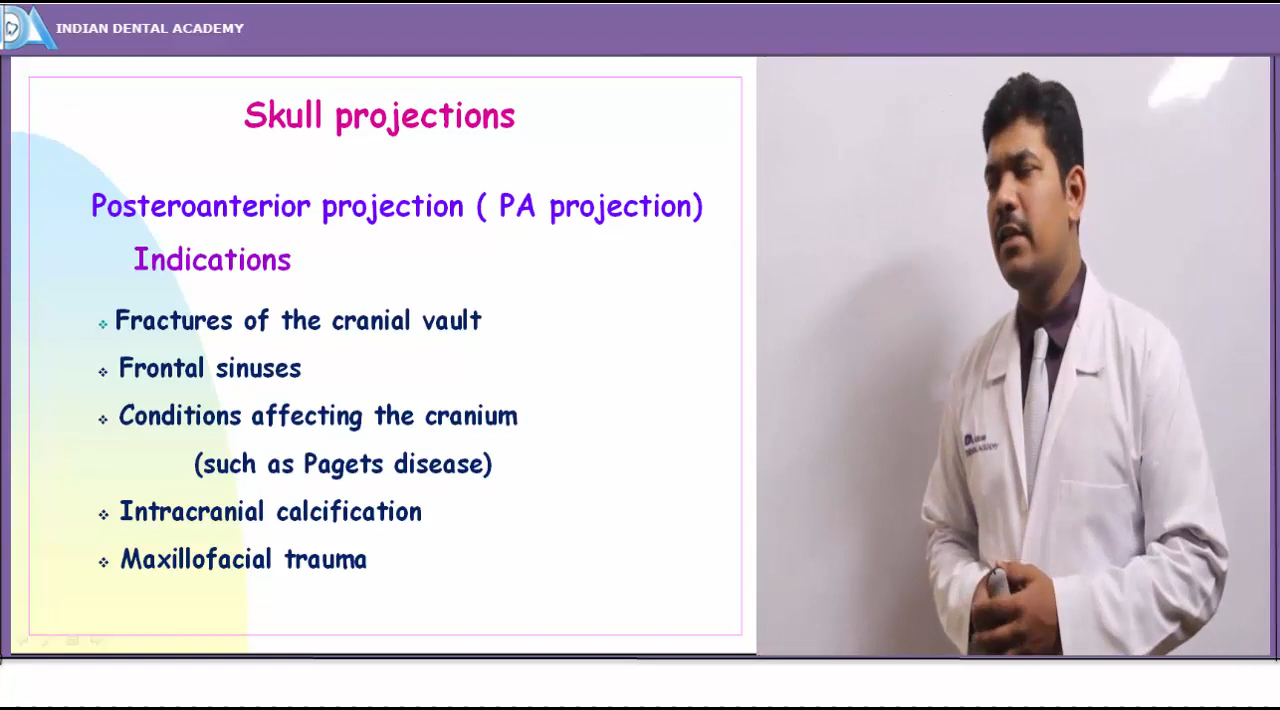 INDIAN DENTAL ACADEMY
Skull projections
Posteroanterior projection ( PA projection)
Indications
Fractures of the cranial vault
Frontal sinuses
Conditions affecting the cranium
(such as Pagets disease)
Intracranial calcification
Maxillofacial trauma